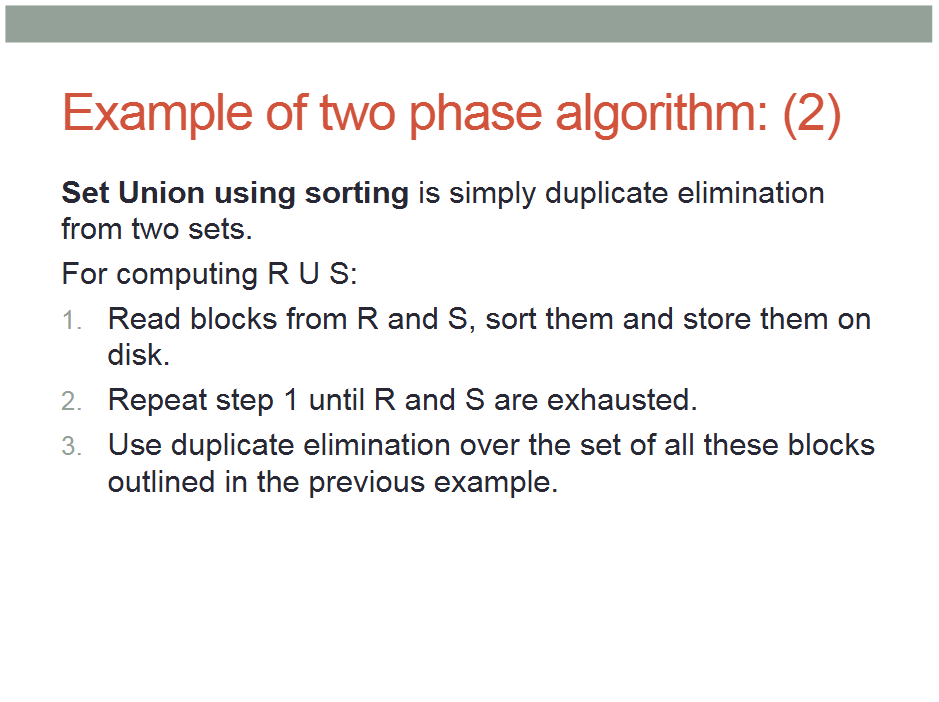 Example of two phase algorithm: (2)
Set Union using sorting is simply duplicate elimination
from two sets.
For computing R U S:
1. Read blocks from R and S, sort them and store them on
disk.
2. Repeat step 1 until R and S are exhausted.
3. Use duplicate elimination over the set of all these blocks
outlined in the previous example.